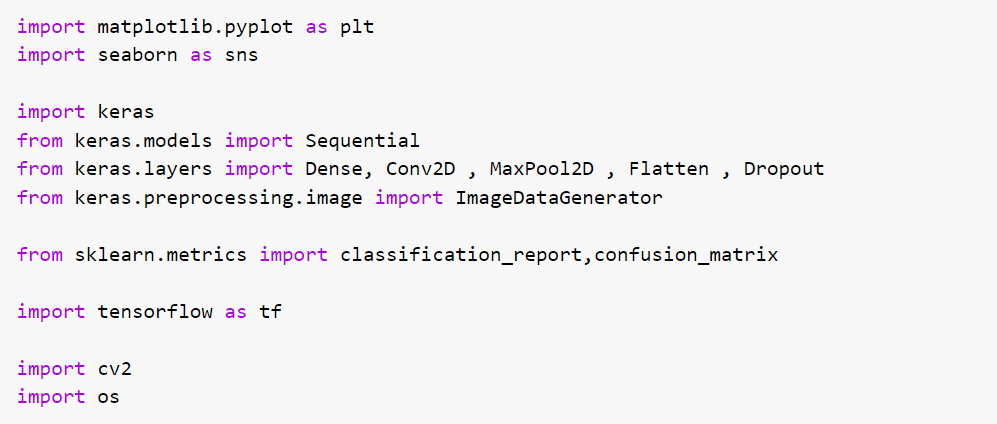 import matplotlib.pyplot as plt
import seaborn as sns
import keras
from keras.models import Sequential
from keras.layers import Dense, Conv2D , MaxPool2D , Flatten , Dropout
from keras.preprocessing.image import ImageDataGenerator
from sklearn.metrics import classification_report,confusion_matrix
import tensorflow as tf
import cv2
import os